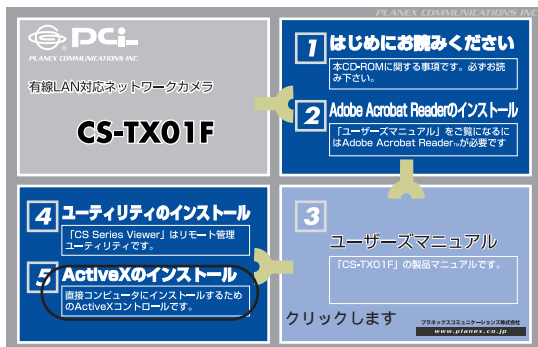 PLANEX COMMUNICATIONS INC
PCi
PLANEX COMMUNICATIONS INC.
有線LAN対応ネットワークカメラ
CS-TX01F
1 はじめにお読みください
本CD-ROMに関する事項です。必ずお読
み下さい。
2 Adobe Acrobat Readerのインストール
「ユーザーズマニュアル」をご覧になるに
はAdobe Acrobat Reader™が必要です
3
ユーザーズマニュアル
「CS-TX01F」の製品マニュアルです。
4 ユーティリティのインストール
「CS Series Viewer」はリモート管理
ユーティリティです。
5 ActiveXのインストール
直接コンピュータにインストールするため
のActiveXコントロールです。
クリックします
プラネックスコミュニケーションズ株式会社
www.planex.co.jp